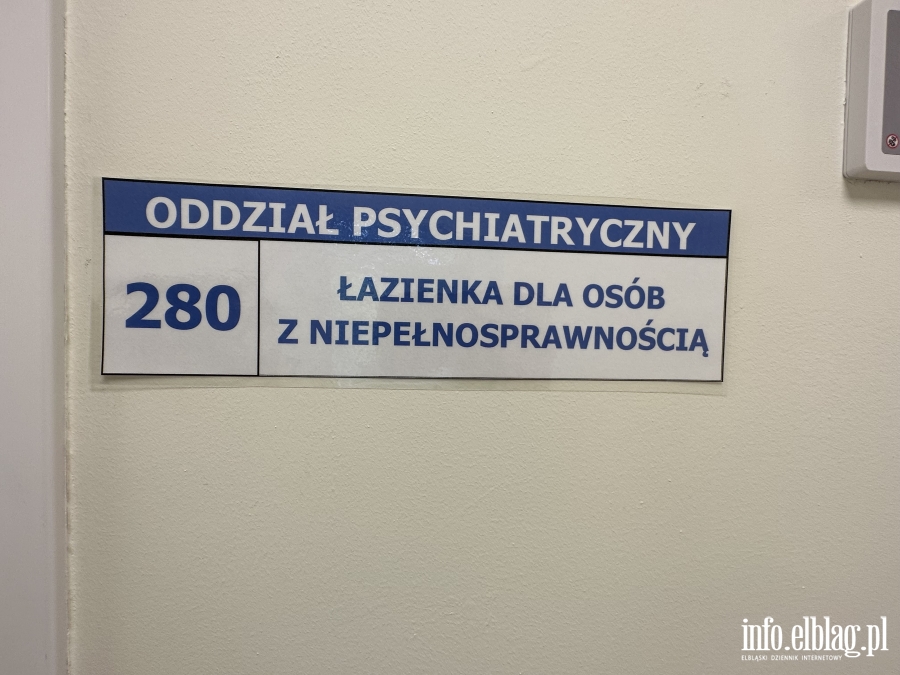 ODDZIAŁ PSYCHIATRYCZNY
280
ŁAZIENKA DLA OSÓB
Z NIEPEŁNOSPRAWNOŚCIĄ
info.elblag.pl
ELBLĄSKI DZIENNIK INTERNETOWY